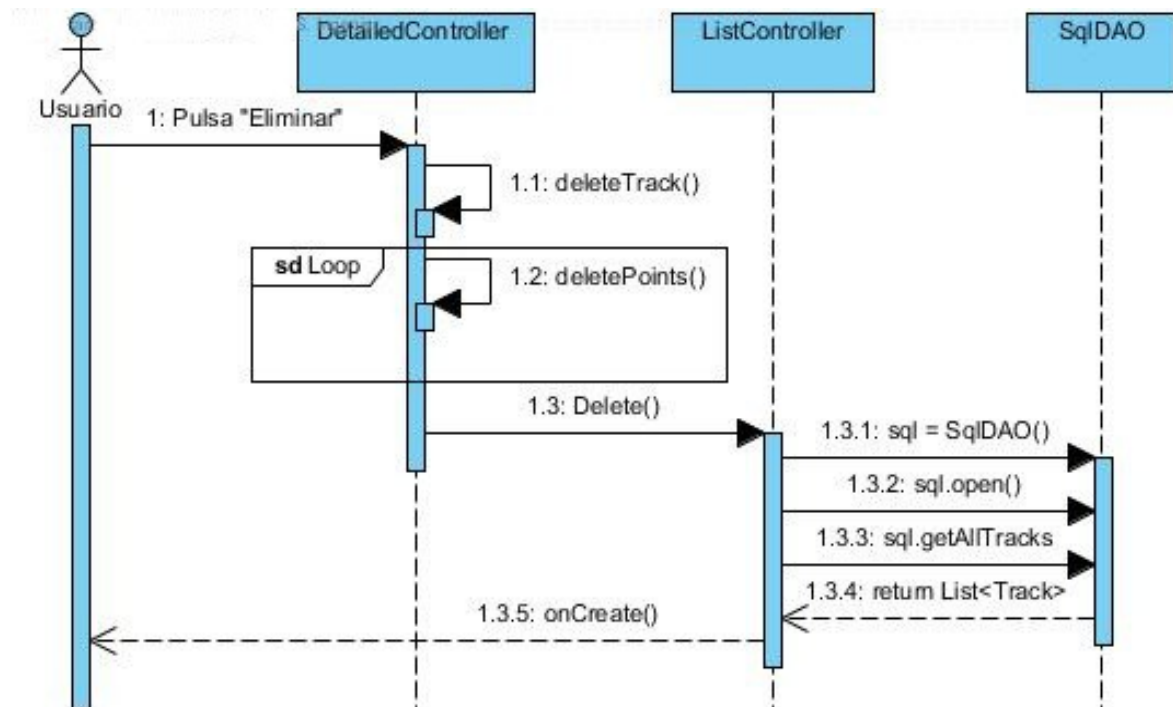 DetailedController
ListController
SqlDAO
Usuario
1: Pulsa "Eliminar"
1.1: deleteTrack()
sd Loop
1.2: deletePoints()
1.3: Delete()
1.3.1: sql = SqlDAO()
1.3.2: sql.open()
1.3.3: sql.getAllTracks
1.3.4: return List<Track>
1.3.5: onCreate()